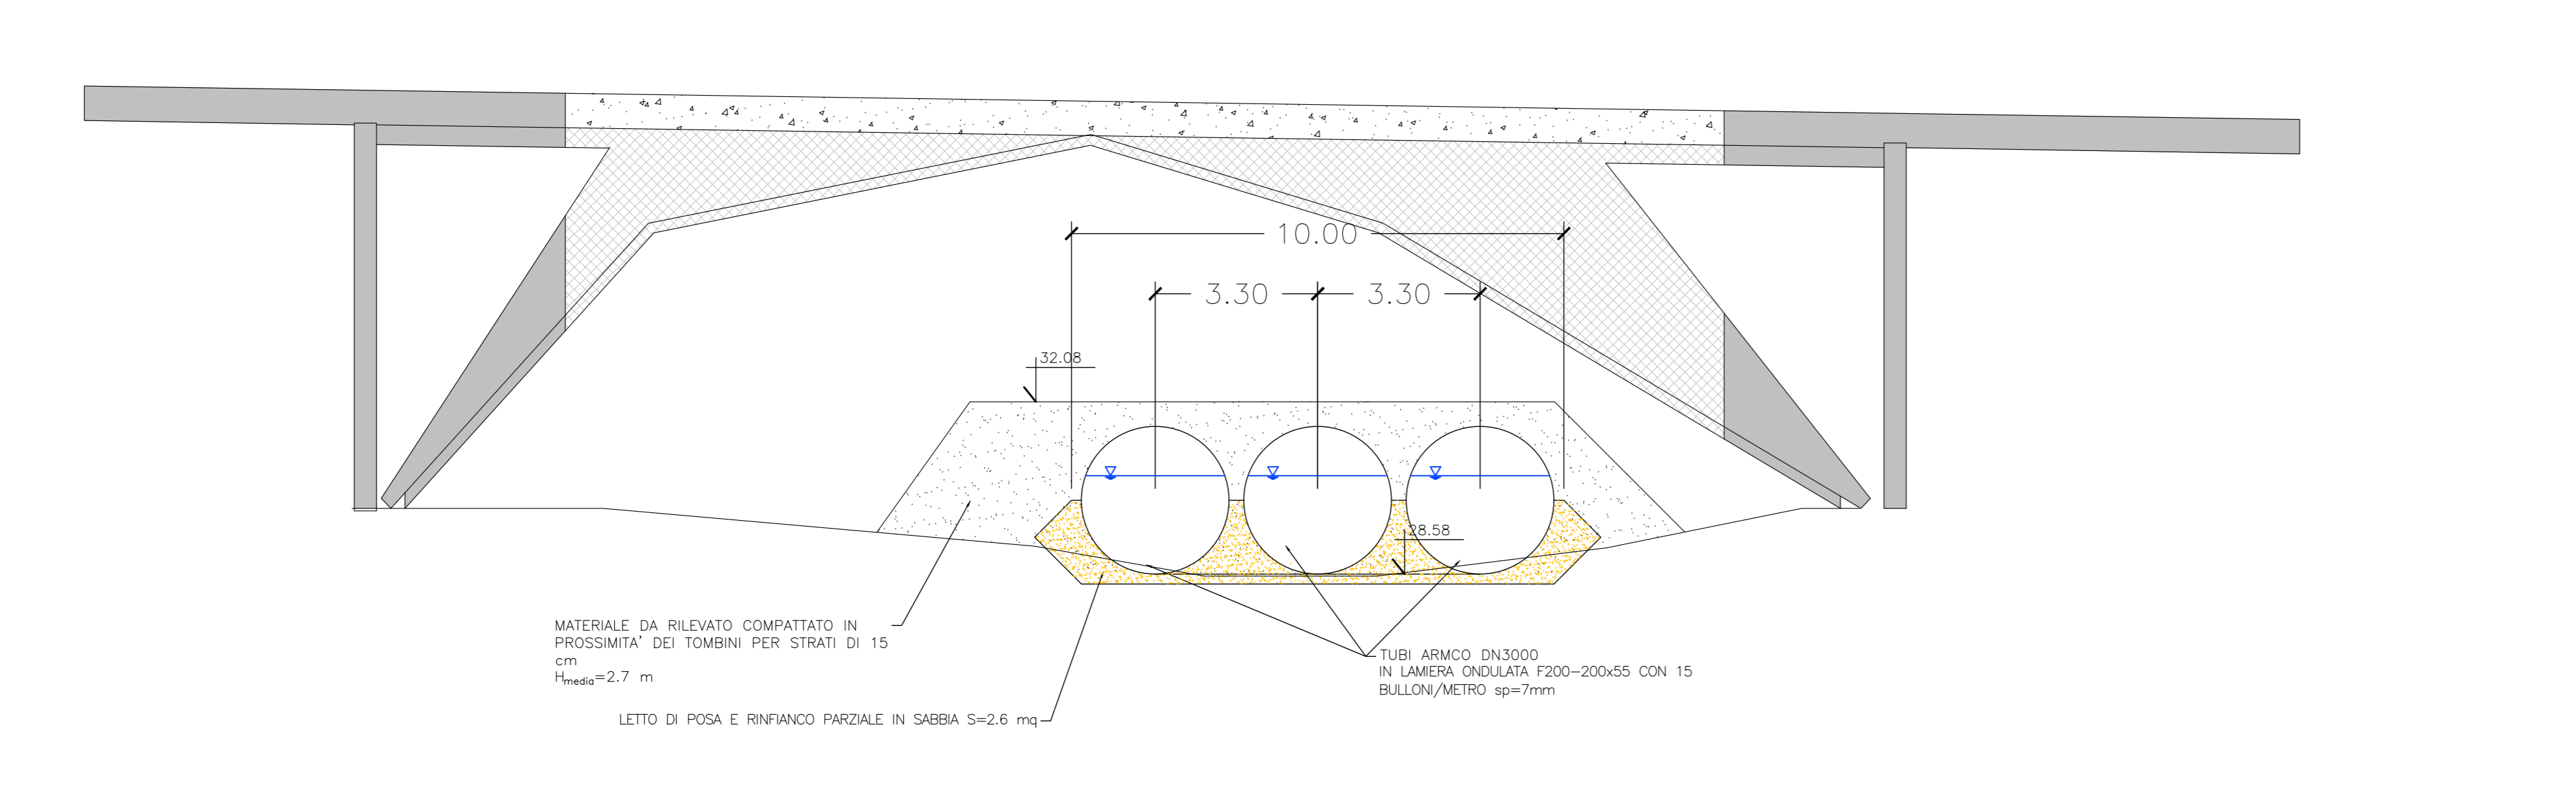 10.00
3.30
3.30
32.08
28.58
MATERIALE DA RILEVATO COMPATTATO IN
PROSSIMITA' DEI TOMBINI PER STRATI DI 15
cm
Hmedia=2.7 m
TUBI ARMCO DN3000
IN LAMIERA ONDULATA F200-200x55 CON 15
BULLONI/METRO sp=7mm
LETTO DI POSA E RINFIANCO PARZIALE IN SABBIA S=2.6 mq